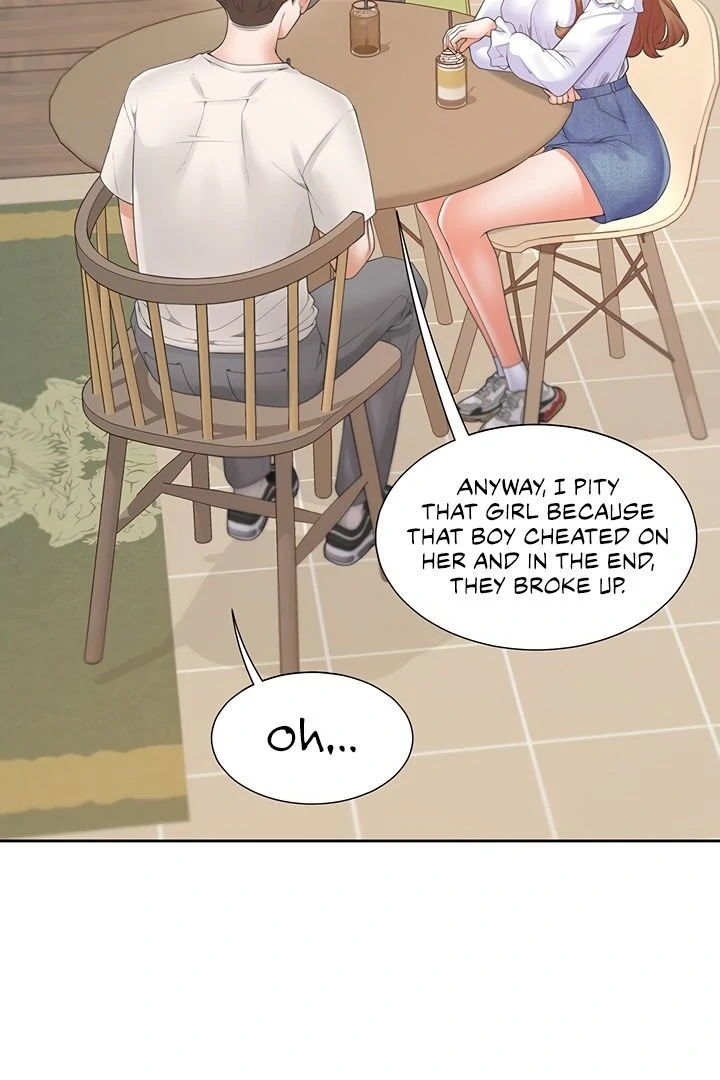 ANYWAY, I PITY
THAT GIRL BECAUSE
THAT BOY CHEATED ON
HER AND IN THE END,
THEY BROKE UP.
Oh...